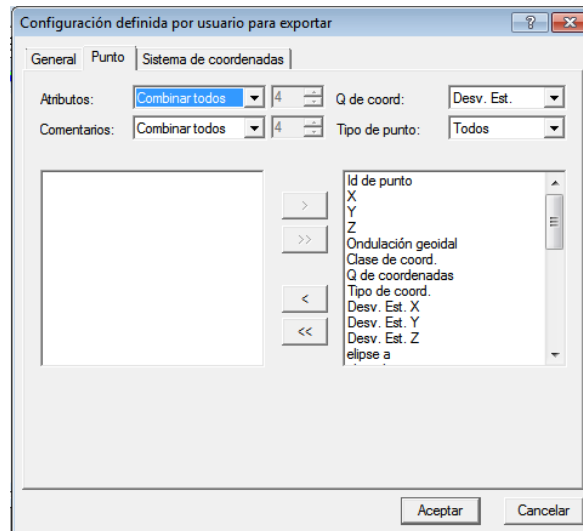 Configuración definida por usuario para exportar
General Punto Sistema de coordenadas
Atributos: Combinar todos 4 Q de coord: Desv. Est.
Comentarios: Combinar todos 4 Tipo de punto: Todos
Id de punto
X
Y
Z
Ondulación geoidal
Clase de coord.
Q de coordenadas
Tipo de coord.
Desv. Est. X
Desv. Est. Y
Desv. Est. Z
elipse a
>
>>
<
<<
Aceptar Cancelar